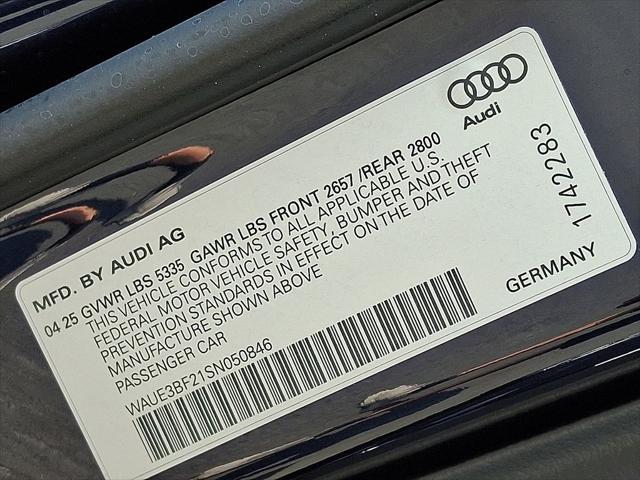 Audi
MFD. BY AUDI AG
04 25 GVWR LBS 5335 GAWR LBS FRONT 2657 /REAR 2800
THIS VEHICLE CONFORMS TO ALL APPLICABLE U.S.
FEDERAL MOTOR VEHICLE SAFETY, BUMPER AND THEFT
PREVENTION STANDARDS IN EFFECT ON THE DATE OF
MANUFACTURE SHOWN ABOVE
PASSENGER CAR
WAUE3BF21SN050846
1742283
GERMANY